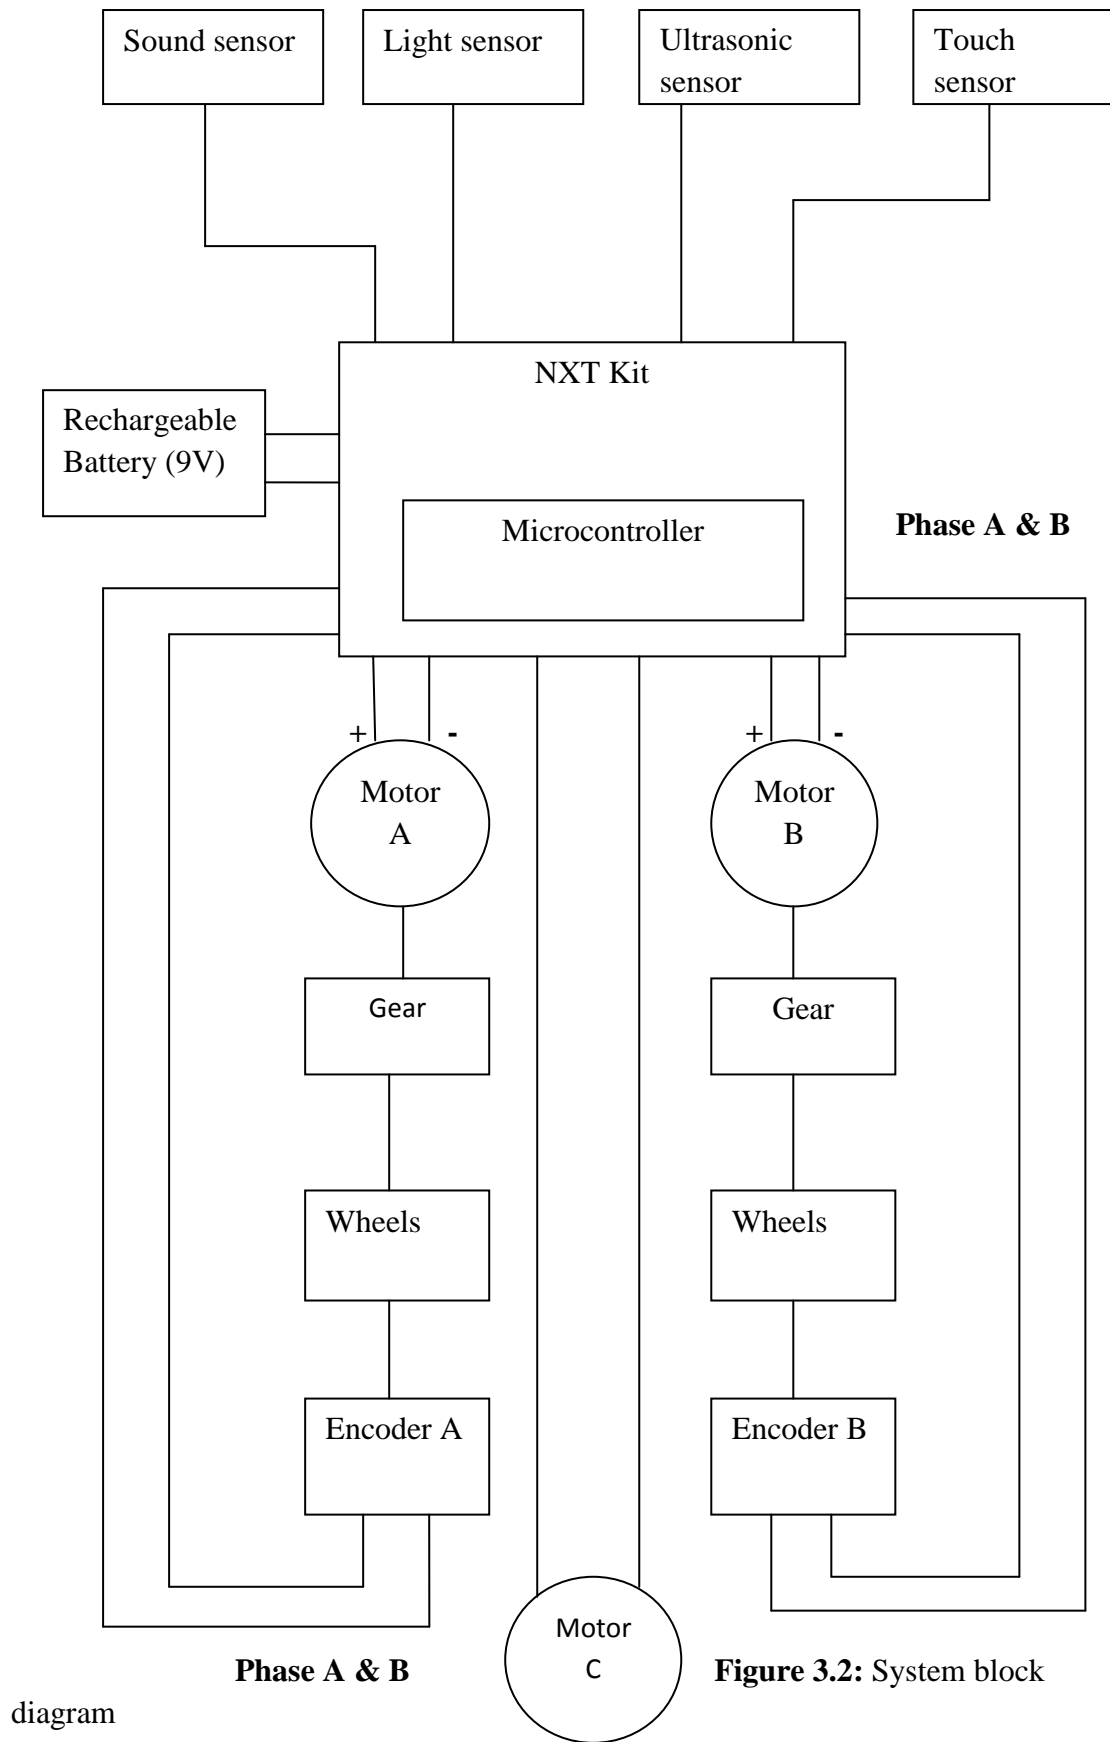 Sound sensor
Light sensor
Ultrasonic
sensor
Touch
sensor
NXT Kit
Rechargeable
Battery (9V)
Microcontroller
Phase A & B
+
-
+
-
Motor
A
Motor
B
Gear
Gear
Wheels
Wheels
Encoder A
Encoder B
Motor
C
Phase A & B
Figure 3.2: System block
diagram